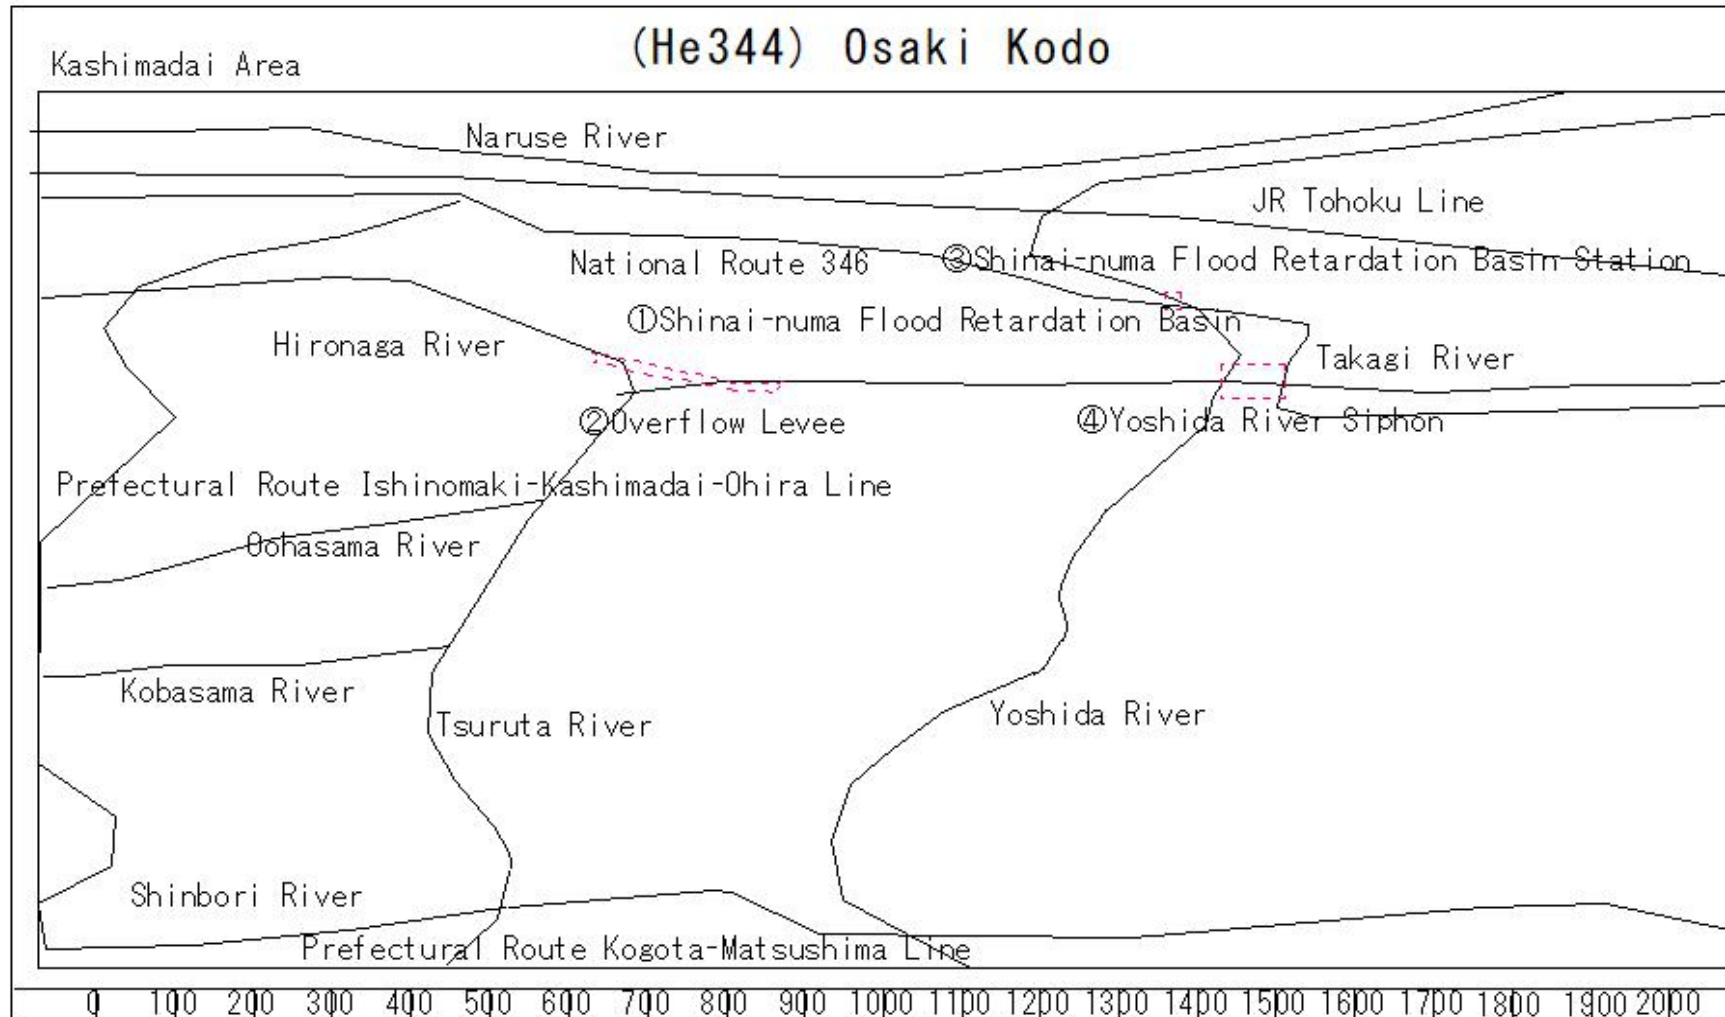 (He344) Osaki Kodo
Kashimadai Area
Naruse River
JR Tohoku Line
National Route 346
③Shinai-numa Flood Retardation Basin Station
①Shinai-numa Flood Retardation Basin
Hironaga River
Takagi River
②Overflow Levee
④Yoshida River Siphon
Prefectural Route Ishinomaki-Kashimadai-Ohira Line
Oohasama River
Kobasama River
Tsuruta River
Yoshida River
Shinbori River
Prefectural Route Kogota-Matsushima Line
0 100 200 300 400 500 600 700 800 900 1000 1100 1200 1300 1400 1500 1600 1700 1800 1900 2000